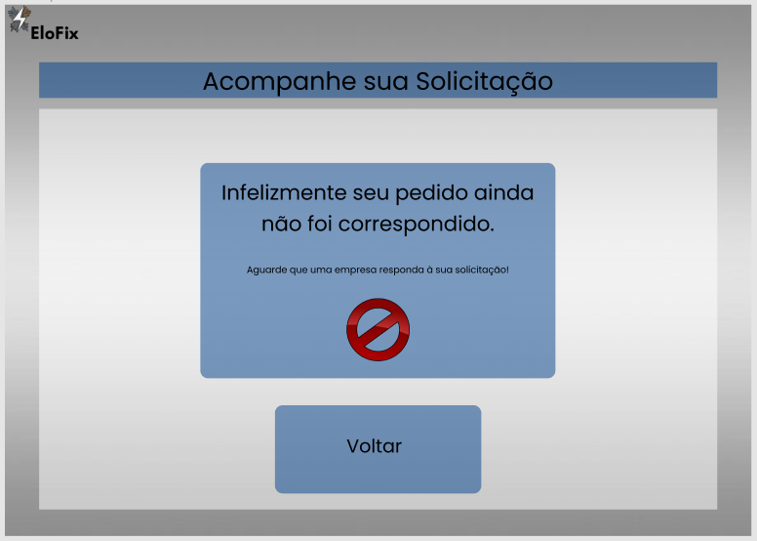 EloFix
Acompanhe sua Solicitação
Infelizmente seu pedido ainda
não foi correspondido.
Aguarde que uma empresa responda à sua solicitação!
Voltar